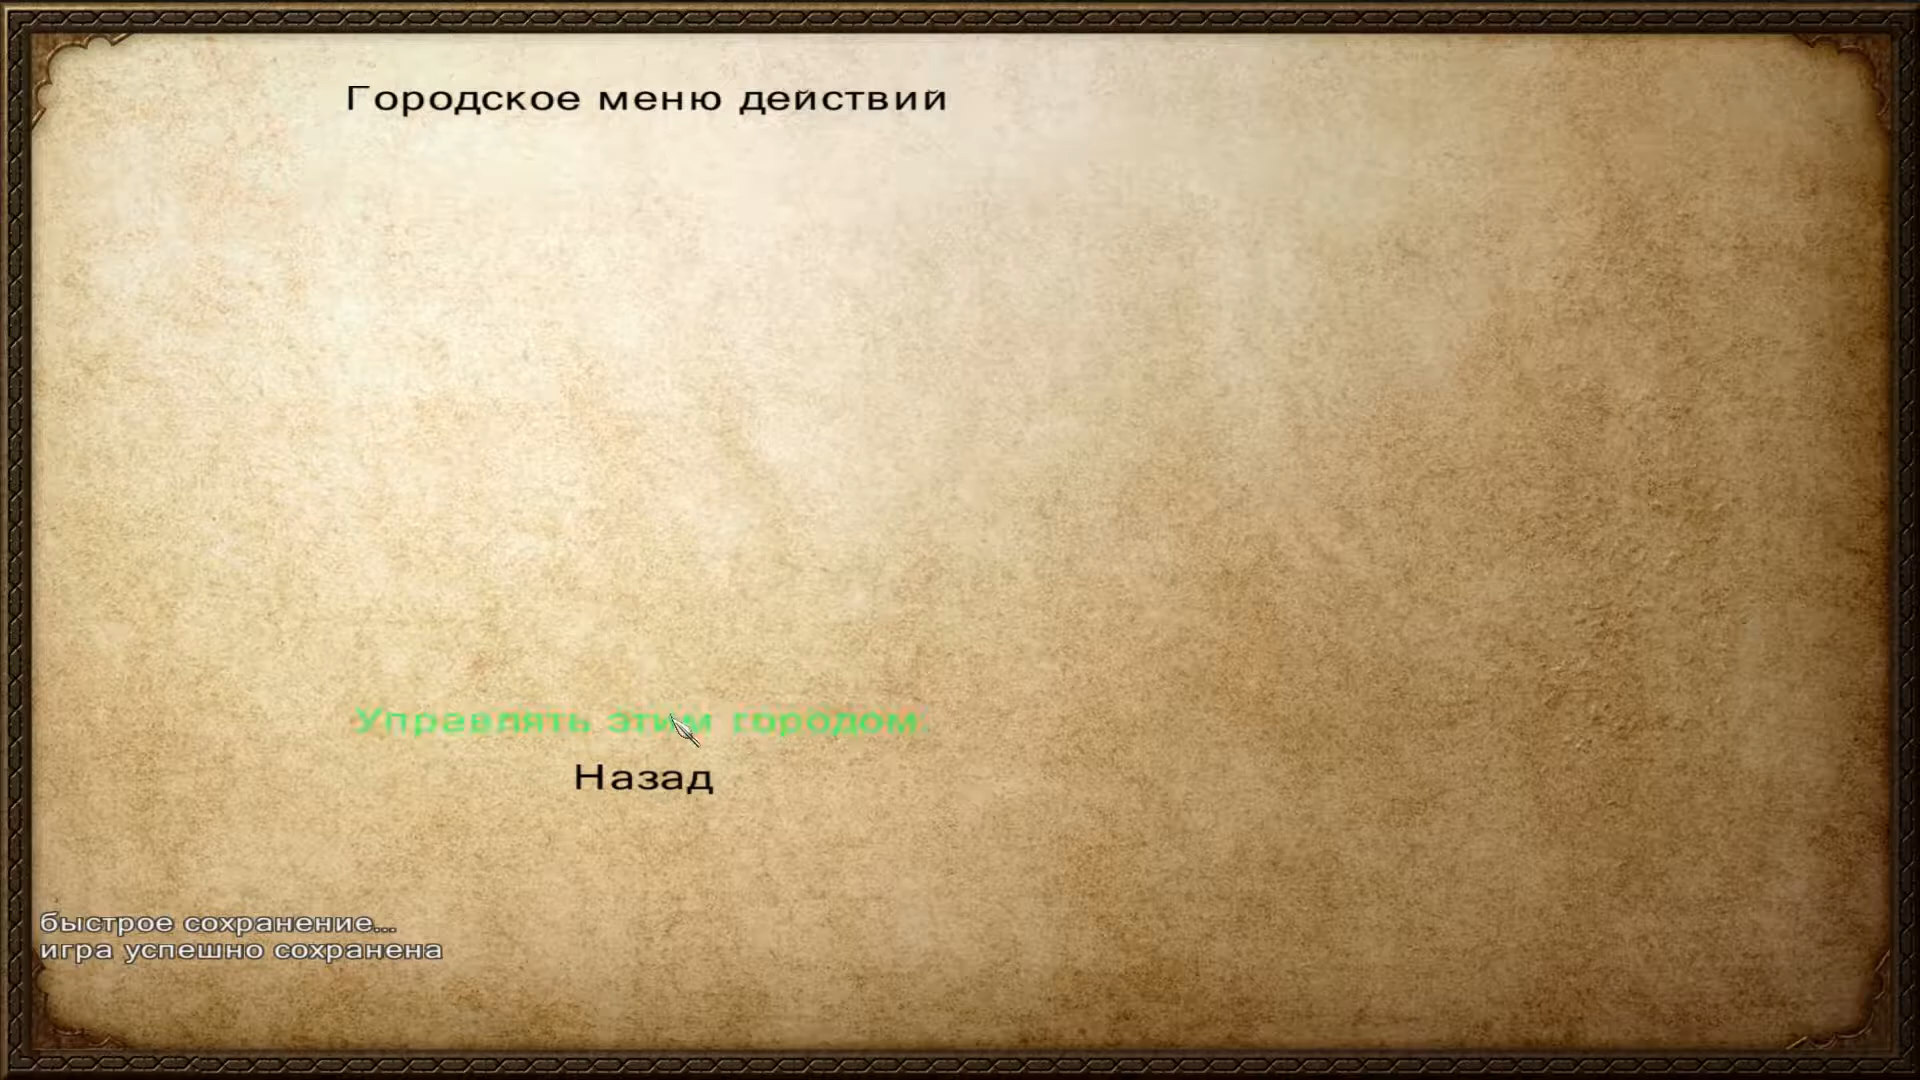 Городское меню действий
Управлять этим городом.
Назад
быстрое сохранение...
игра успешно сохранена